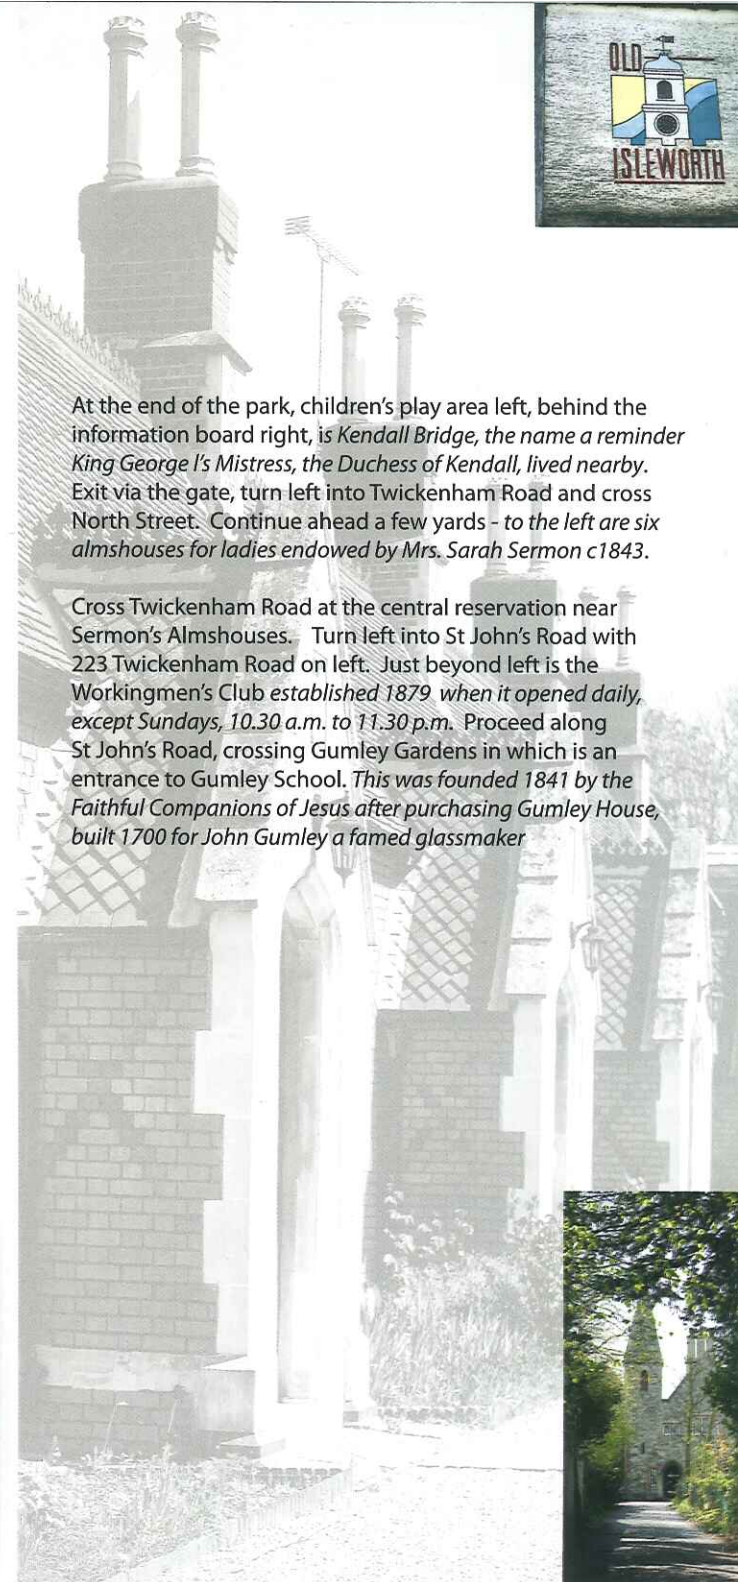 OLD
ISLEWORTH
At the end of the park, children's play area left, behind the
information board right, is Kendall Bridge, the name a reminder
King George I's Mistress, the Duchess of Kendall, lived nearby.
Exit via the gate, turn left into Twickenham Road and cross
North Street. Continue ahead a few yards - to the left are six
almshouses for ladies endowed by Mrs. Sarah Sermon c1843.
Cross Twickenham Road at the central reservation near
Sermon's Almshouses. Turn left into St John's Road with
223 Twickenham Road on left. Just beyond left is the
Workingmen's Club established 1879 when it opened daily,
except Sundays, 10.30 a.m. to 11.30 p.m. Proceed along
St John's Road, crossing Gumley Gardens in which is an
entrance to Gumley School. This was founded 1841 by the
Faithful Companions of Jesus after purchasing Gumley House,
built 1700 for John Gumley a famed glassmaker